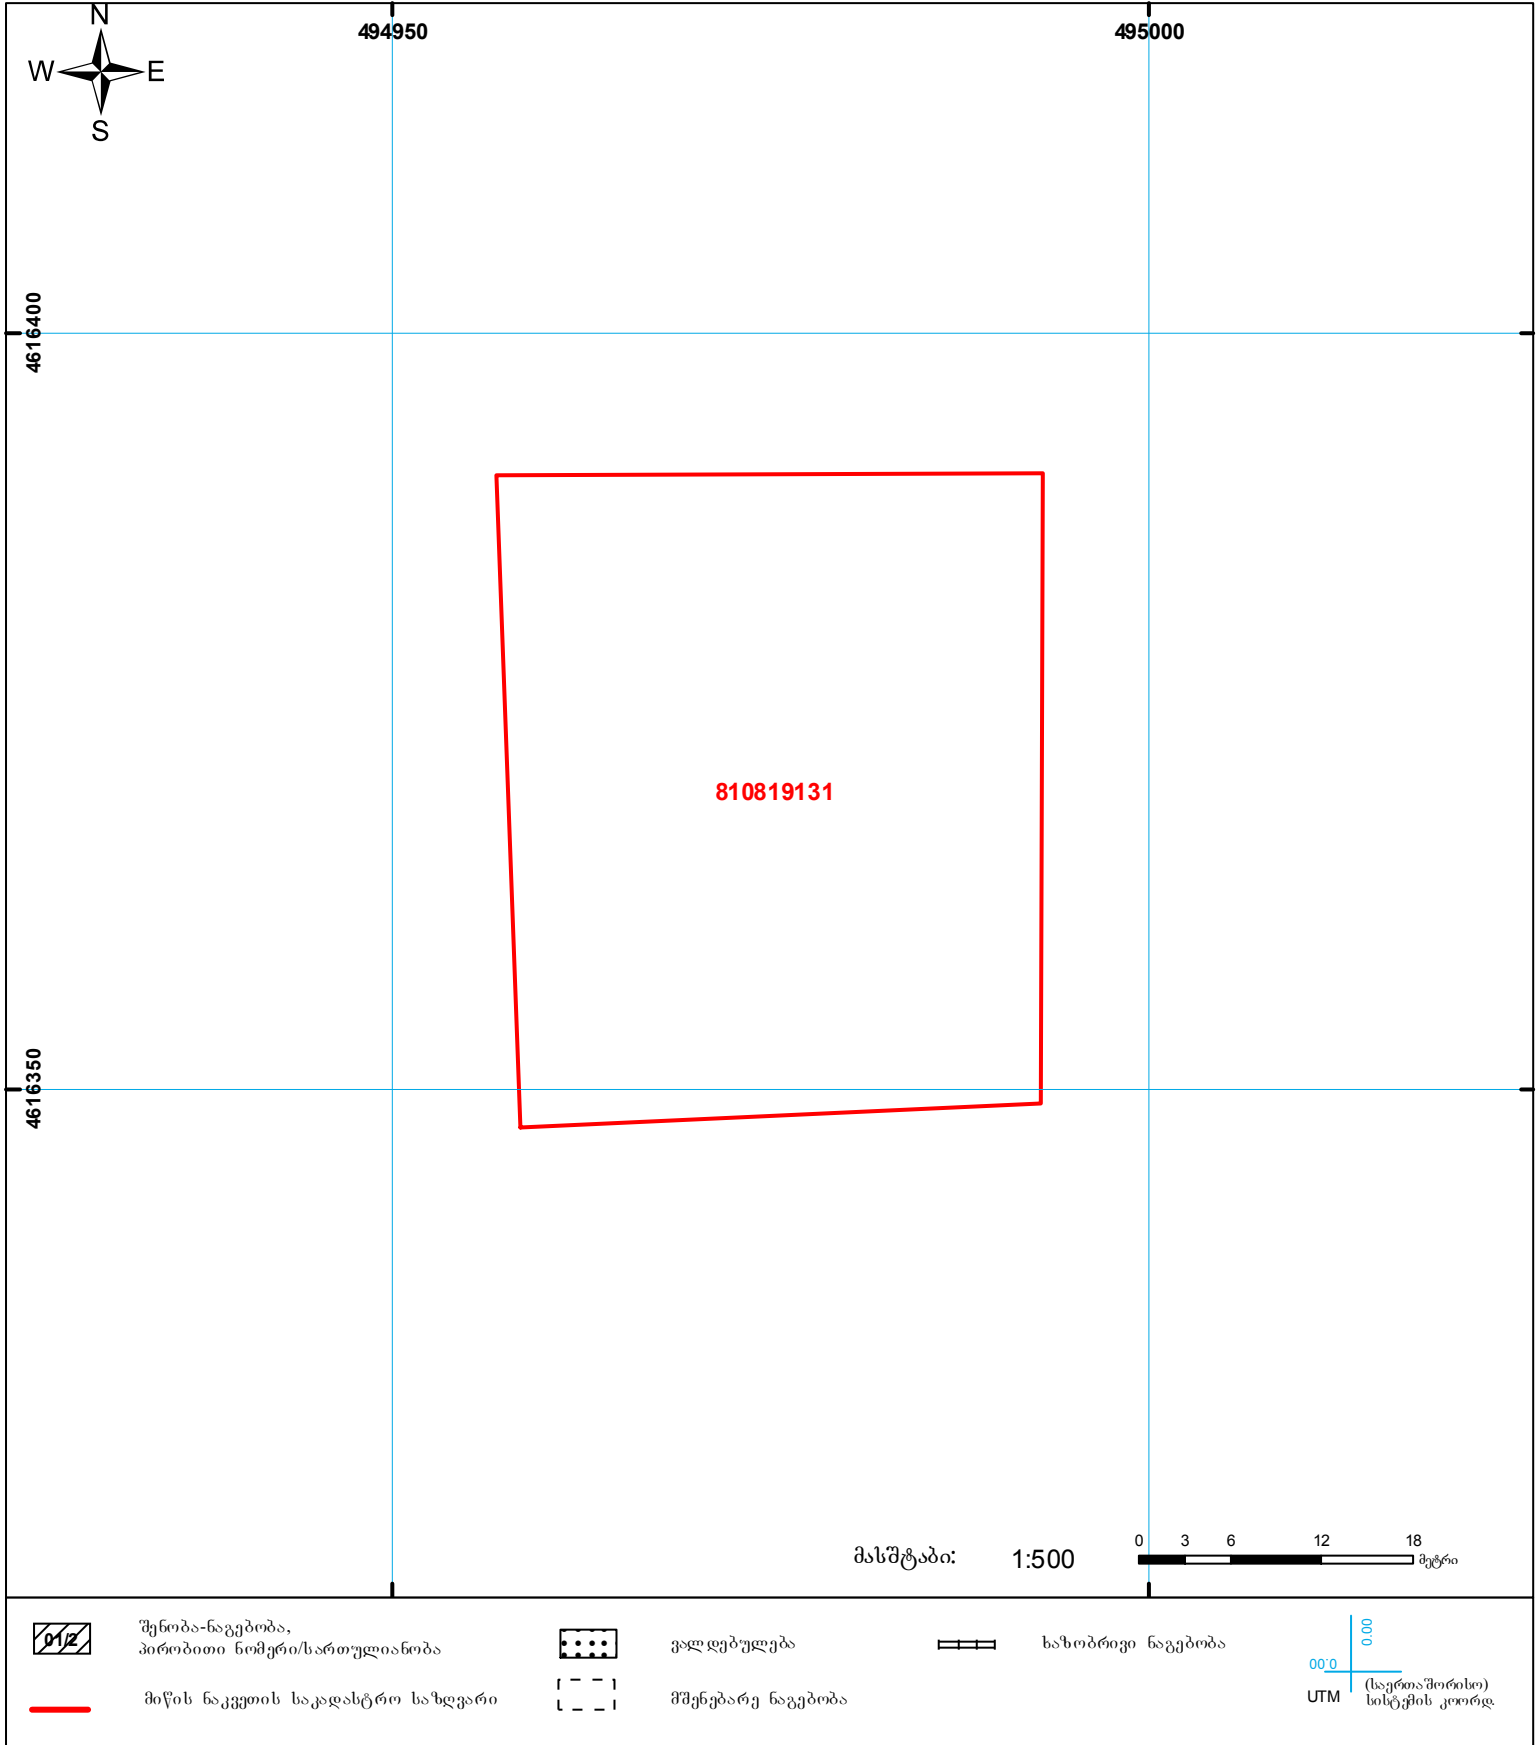 N
494950
495000
W
E
S
4616400
810819131
4616350
მასშტაბი:
1:500
0 3 6 12 18
მეტრი
01/2
შენობა-ნაგებობა,
პირობითი ნომერი/სართულიანობა
ვალდებულება
ხაზობრივი ნაგებობა
0.00
0.00
მიწის ნაკვეთის საკადასტრო საზღვარი
მშენებარე ნაგებობა
UTM
(საერთაშორისო)
სისტემის კოორდ.